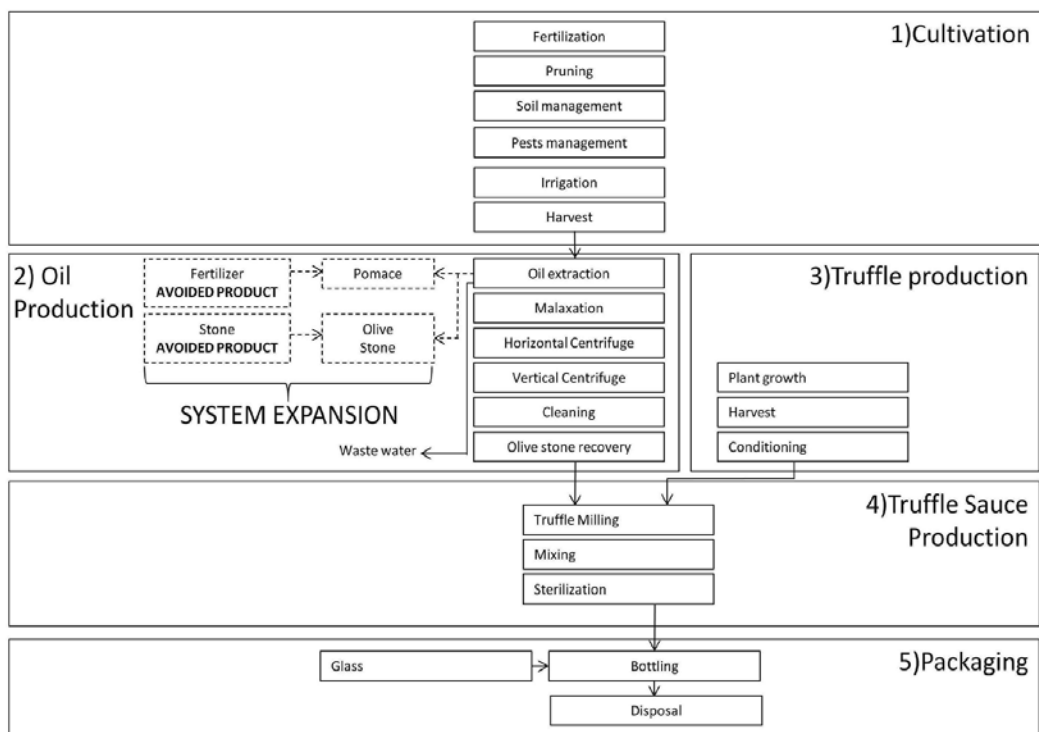 1)Cultivation
Fertilization
Pruning
Soil management
Pests management
Irrigation
Harvest
2) Oil
Production
Fertilizer
AVOIDED PRODUCT
Pomace
Stone
AVOIDED PRODUCT
Olive
Stone
SYSTEM EXPANSION
Waste water
Oil extraction
Malaxation
Horizontal Centrifuge
Vertical Centrifuge
Cleaning
Olive stone recovery
3)Truffle production
Plant growth
Harvest
Conditioning
4)Truffle Sauce
Production
Truffle Milling
Mixing
Sterilization
5)Packaging
Glass
Bottling
Disposal